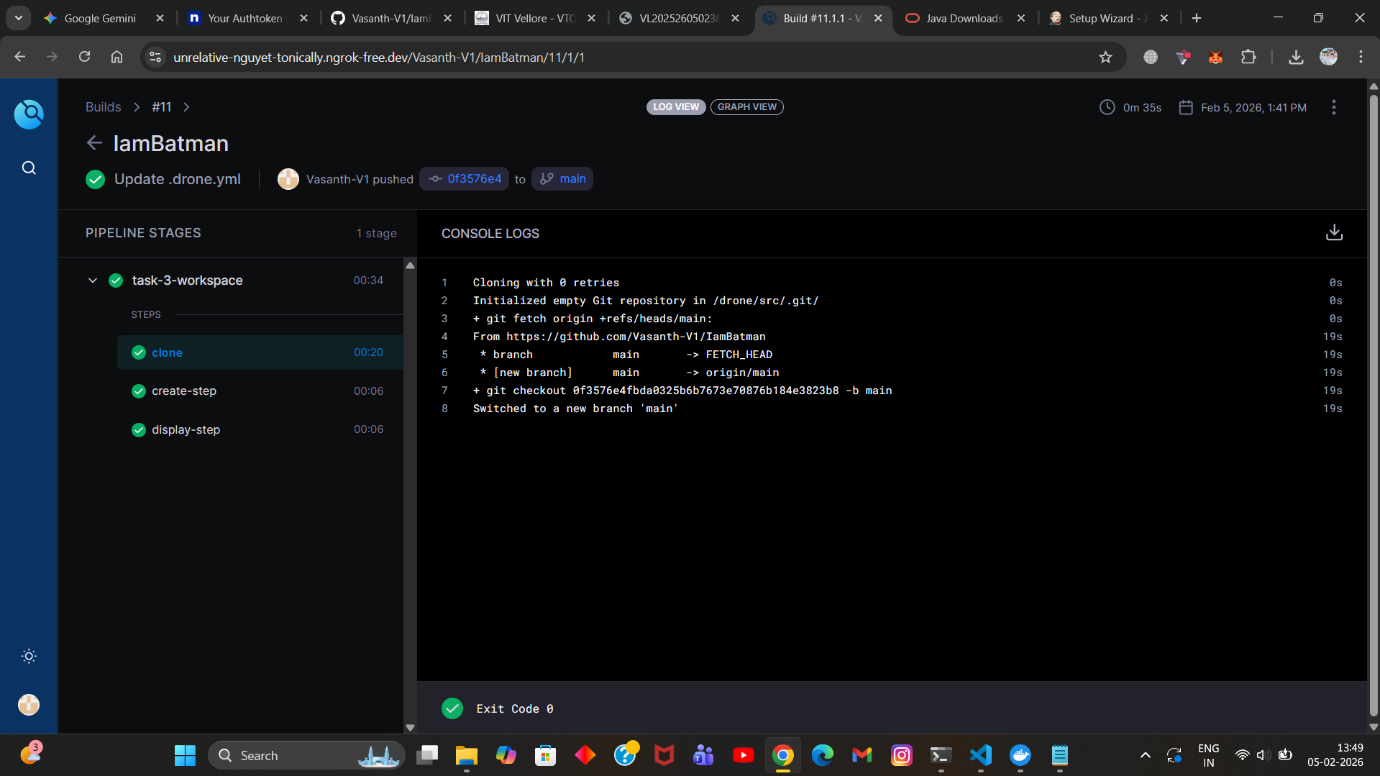 Google Gemini
Your Authtoken
Vasanth-V1/IamI
VIT Vellore - VTO
VL20252605023
Build #11.1.1 - V
Java Downloads
Setup Wizard - J
unrelative-nguyet-tonically.ngrok-free.dev/Vasanth-V1/IamBatman/11/1/1
Builds > #11 >
LOG VIEW GRAPH VIEW
0m 35s Feb 5, 2026, 1:41 PM
IamBatman
Update .drone.yml Vasanth-V1 pushed 0f3576e4 to main
PIPELINE STAGES 1 stage
task-3-workspace 00:34
STEPS
clone 00:20
create-step 00:06
display-step 00:06
CONSOLE LOGS
1 Cloning with 0 retries 0s
2 Initialized empty Git repository in /drone/src/.git/ 0s
3 + git fetch origin +refs/heads/main: 0s
4 From https://github.com/Vasanth-V1/IamBatman 19s
5 * branch main -> FETCH_HEAD 19s
6 * [new branch] main -> origin/main 19s
7 + git checkout 0f3576e4fbda0325b6b7673e70876b184e3823b8 -b main 19s
8 Switched to a new branch 'main' 19s
Exit Code 0
3
Search
ENG
IN
13:49
05-02-2026